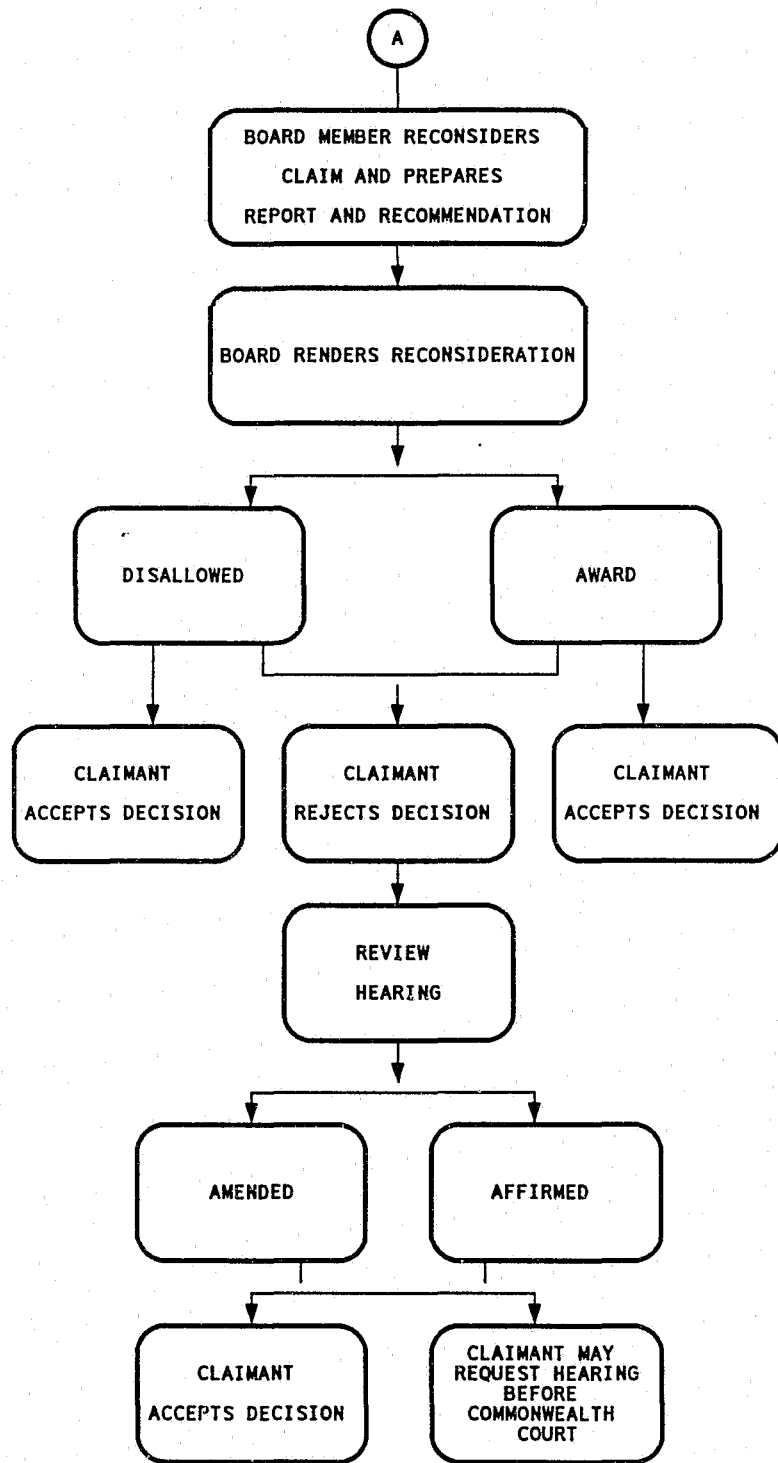 A
BOARD MEMBER RECONSIDERS
CLAIM AND PREPARES
REPORT AND RECOMMENDATION
BOARD RENDERS RECONSIDERATION
DISALLOWED
AWARD
CLAIMANT
ACCEPTS DECISION
CLAIMANT
REJECTS DECISION
CLAIMANT
ACCEPTS DECISION
REVIEW
HEARING
AMENDED
AFFIRMED
CLAIMANT
ACCEPTS DECISION
CLAIMANT MAY
REQUEST HEARING
BEFORE
COMMONWEALTH
COURT